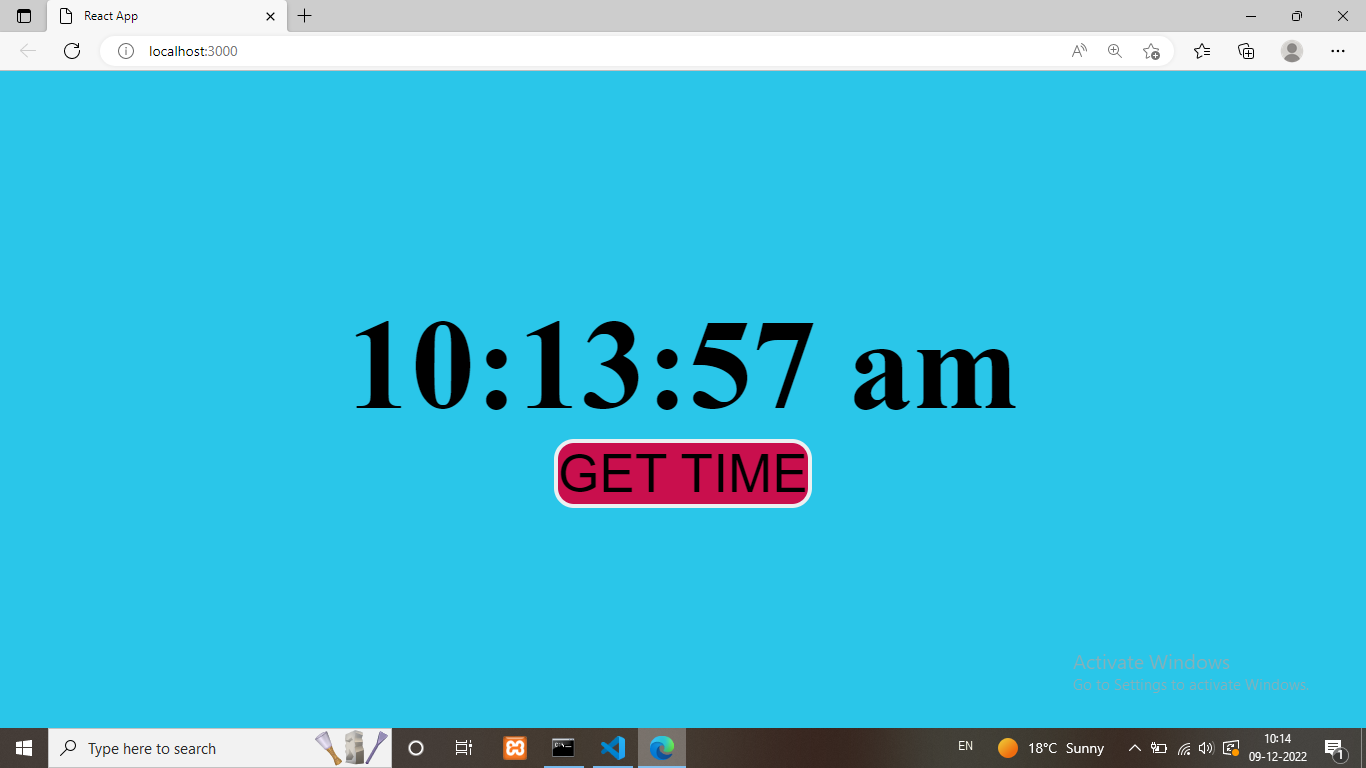 React App
localhost:3000
10:13:57 am
GET TIME
Activate Windows
Go to Settings to activate Windows.
Type here to search
EN
18°C Sunny
10:14
09-12-2022
1